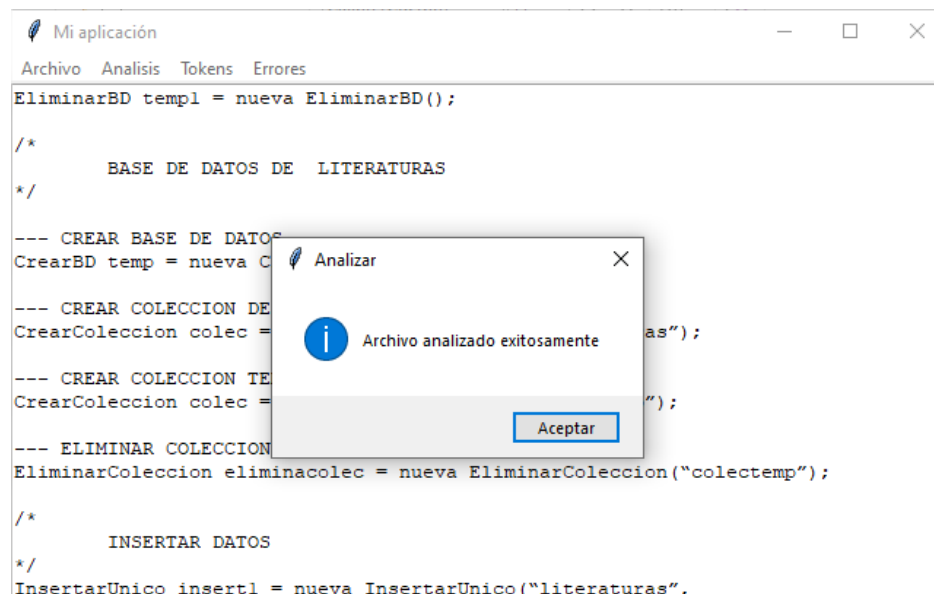 Mi aplicación
Archivo Analisis Tokens Errores
EliminarBD temp1 = nueva EliminarBD();
/*
BASE DE DATOS DE LITERATURAS
*/
--- CREAR BASE DE DATOS
CrearBD temp = nueva C
--- CREAR COLECCION DE
CrearColeccion colec = as”);
--- CREAR COLECCION TE
CrearColeccion colec = ”);
--- ELIMINAR COLECCION
EliminarColeccion eliminacolec = nueva EliminarColeccion(“colectemp”);
/*
INSERTAR DATOS
*/
InsertarUnico insert1 = nueva InsertarUnico(“literaturas”,
Analizar
Archivo analizado exitosamente
Aceptar